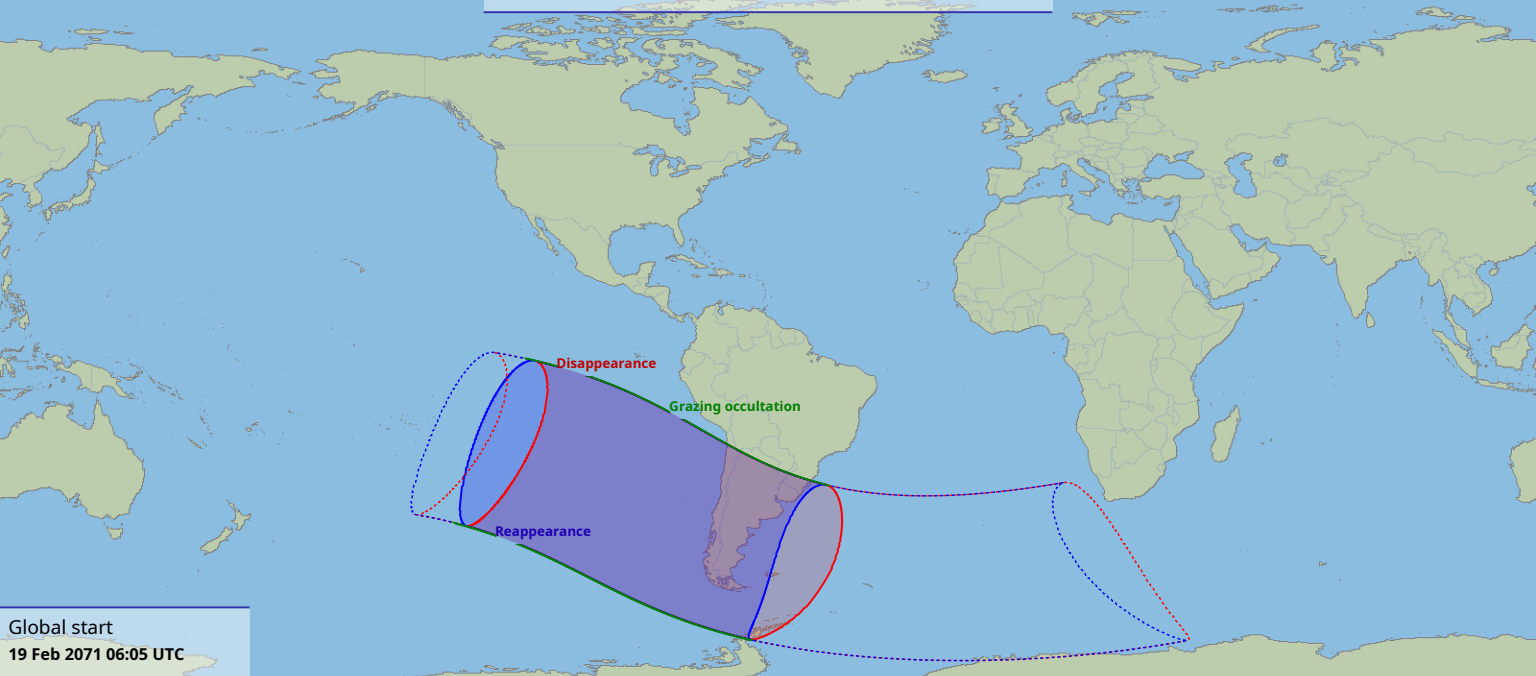 Disappearance
Grazing occultation
Reappearance
Global start
19 Feb 2071 06:05 UTC